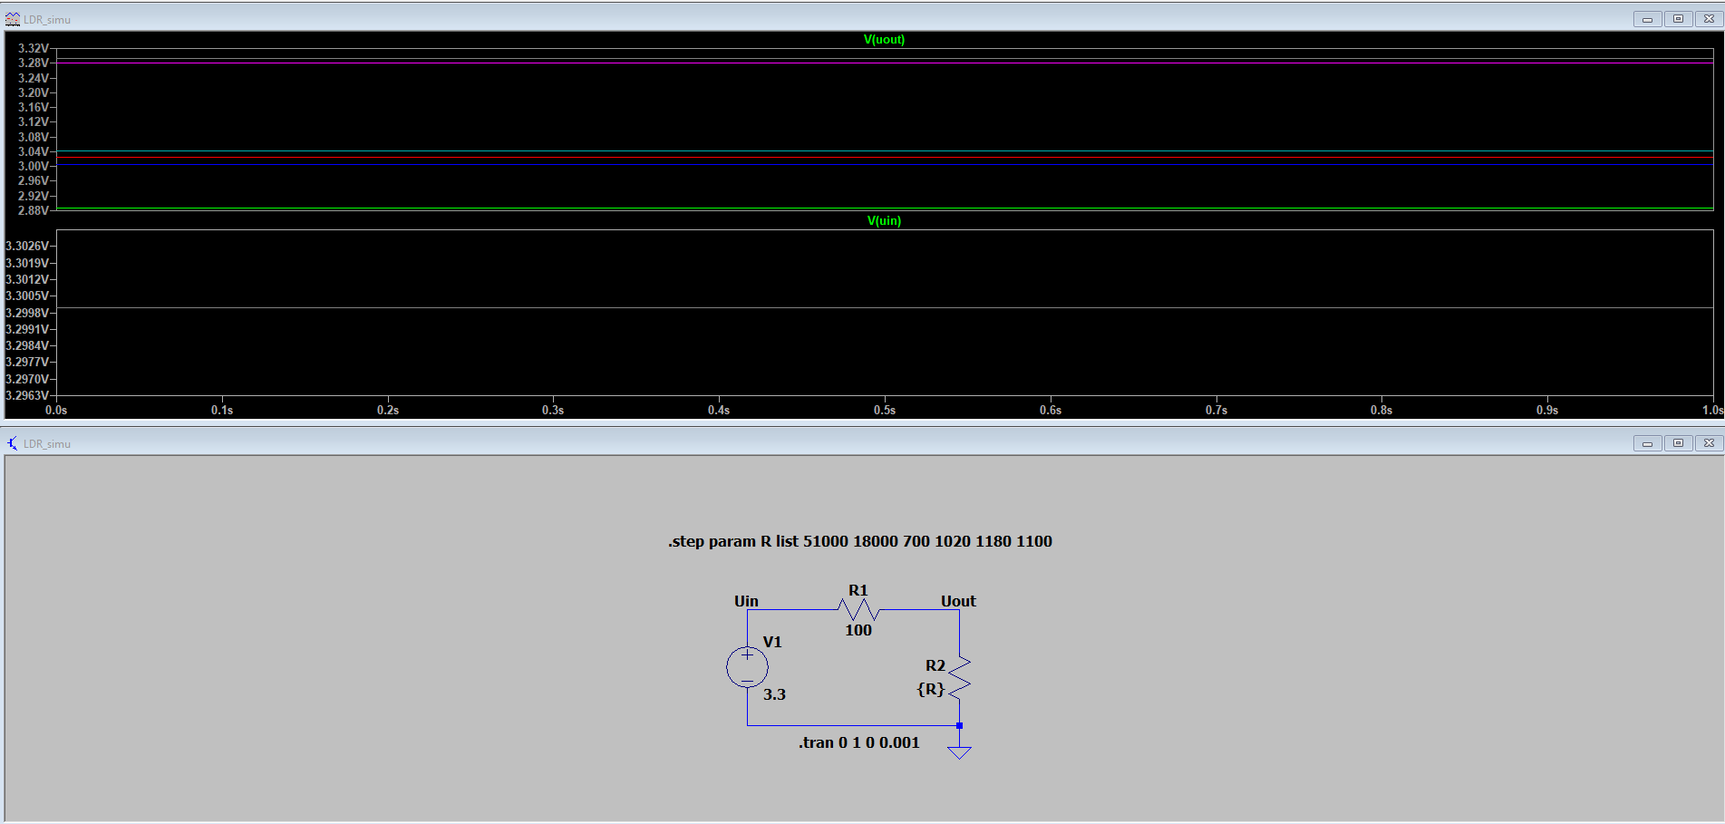 LDR_simu
V(uout)
3.32V
3.28V
3.24V
3.20V
3.16V
3.12V
3.08V
3.04V
3.00V
2.96V
2.92V
2.88V
V(uin)
3.3026V
3.3019V
3.3012V
3.3005V
3.2998V
3.2991V
3.2984V
3.2977V
3.2970V
3.2963V
0.0s 0.1s 0.2s 0.3s 0.4s 0.5s 0.6s 0.7s 0.8s 0.9s 1.0s
LDR_simu
.step param R list 51000 18000 700 1020 1180 1100
R1
Uin Uout
100
V1
R2
{R}
3.3
.tran 0 1 0 0.001